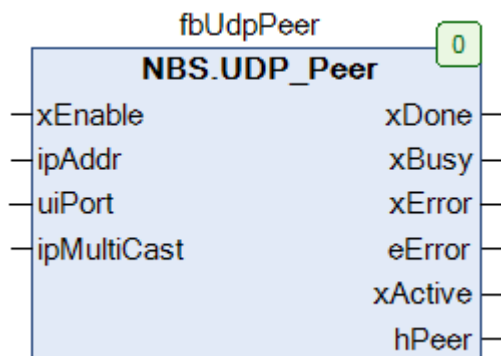 fbUdpPeer
0
NBS.UDP_Peer
xEnable xDone
ipAddr xBusy
uiPort xError
ipMultiCast eError
xActive
hPeer